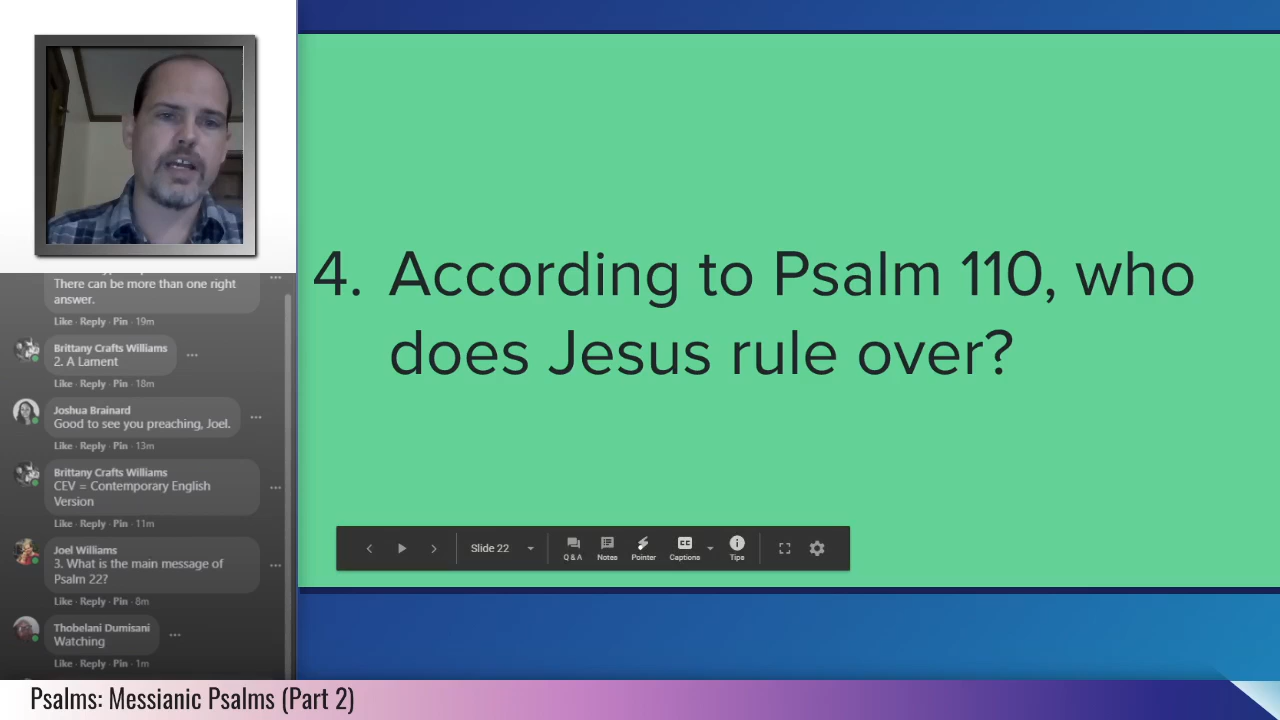 4. According to Psalm 110, who
does Jesus rule over?
There can be more than one right
answer.
Like · Reply · Pin · 19m
Brittany Crafts Williams
2. A Lament
Like · Reply · Pin · 18m
Joshua Brainard
Good to see you preaching, Joel.
Like · Reply · Pin · 13m
Brittany Crafts Williams
CEV = Contemporary English
Version
Like · Reply · Pin · 11m
Joel Williams
3. What is the main message of
Psalm 22?
Like · Reply · Pin · 8m
Thobelani Dumisani
Watching
Like · Reply · Pin · 1m
Slide 22
Q & A
Notes
Pointer
Captions
Tips
Psalms: Messianic Psalms (Part 2)